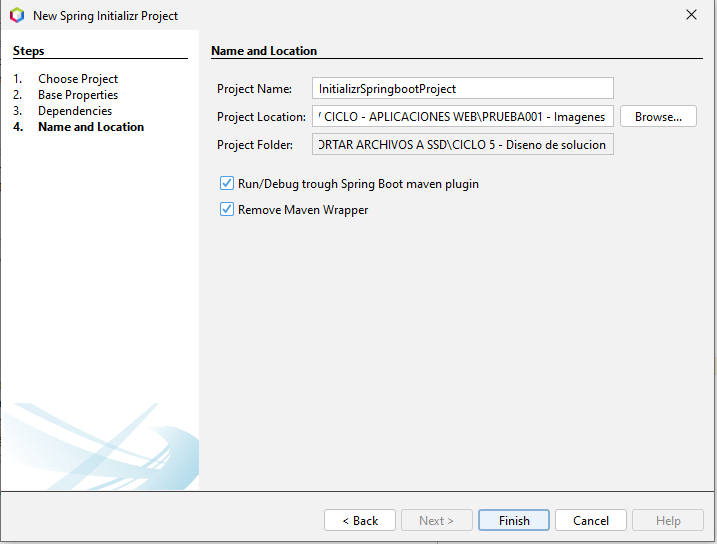 New Spring Initializr Project
Steps
1. Choose Project
2. Base Properties
3. Dependencies
4. Name and Location
Name and Location
Project Name: InitializrSpringbootProject
Project Location: / CICLO - APLICACIONES WEB\PRUEBA001 - Imagenes Browse...
Project Folder: ORTAR ARCHIVOS A SSD\CICLO 5 - Diseno de solucion
Run/Debug trough Spring Boot maven plugin
Remove Maven Wrapper
< Back Next > Finish Cancel Help